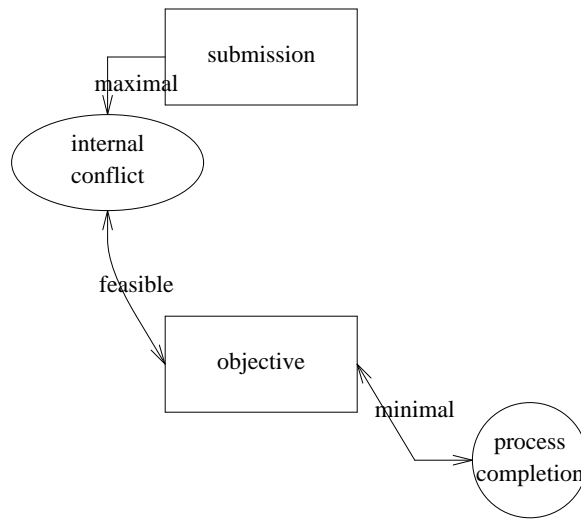 submission
maximal
internal
conflict
feasible
objective
minimal
process
completion